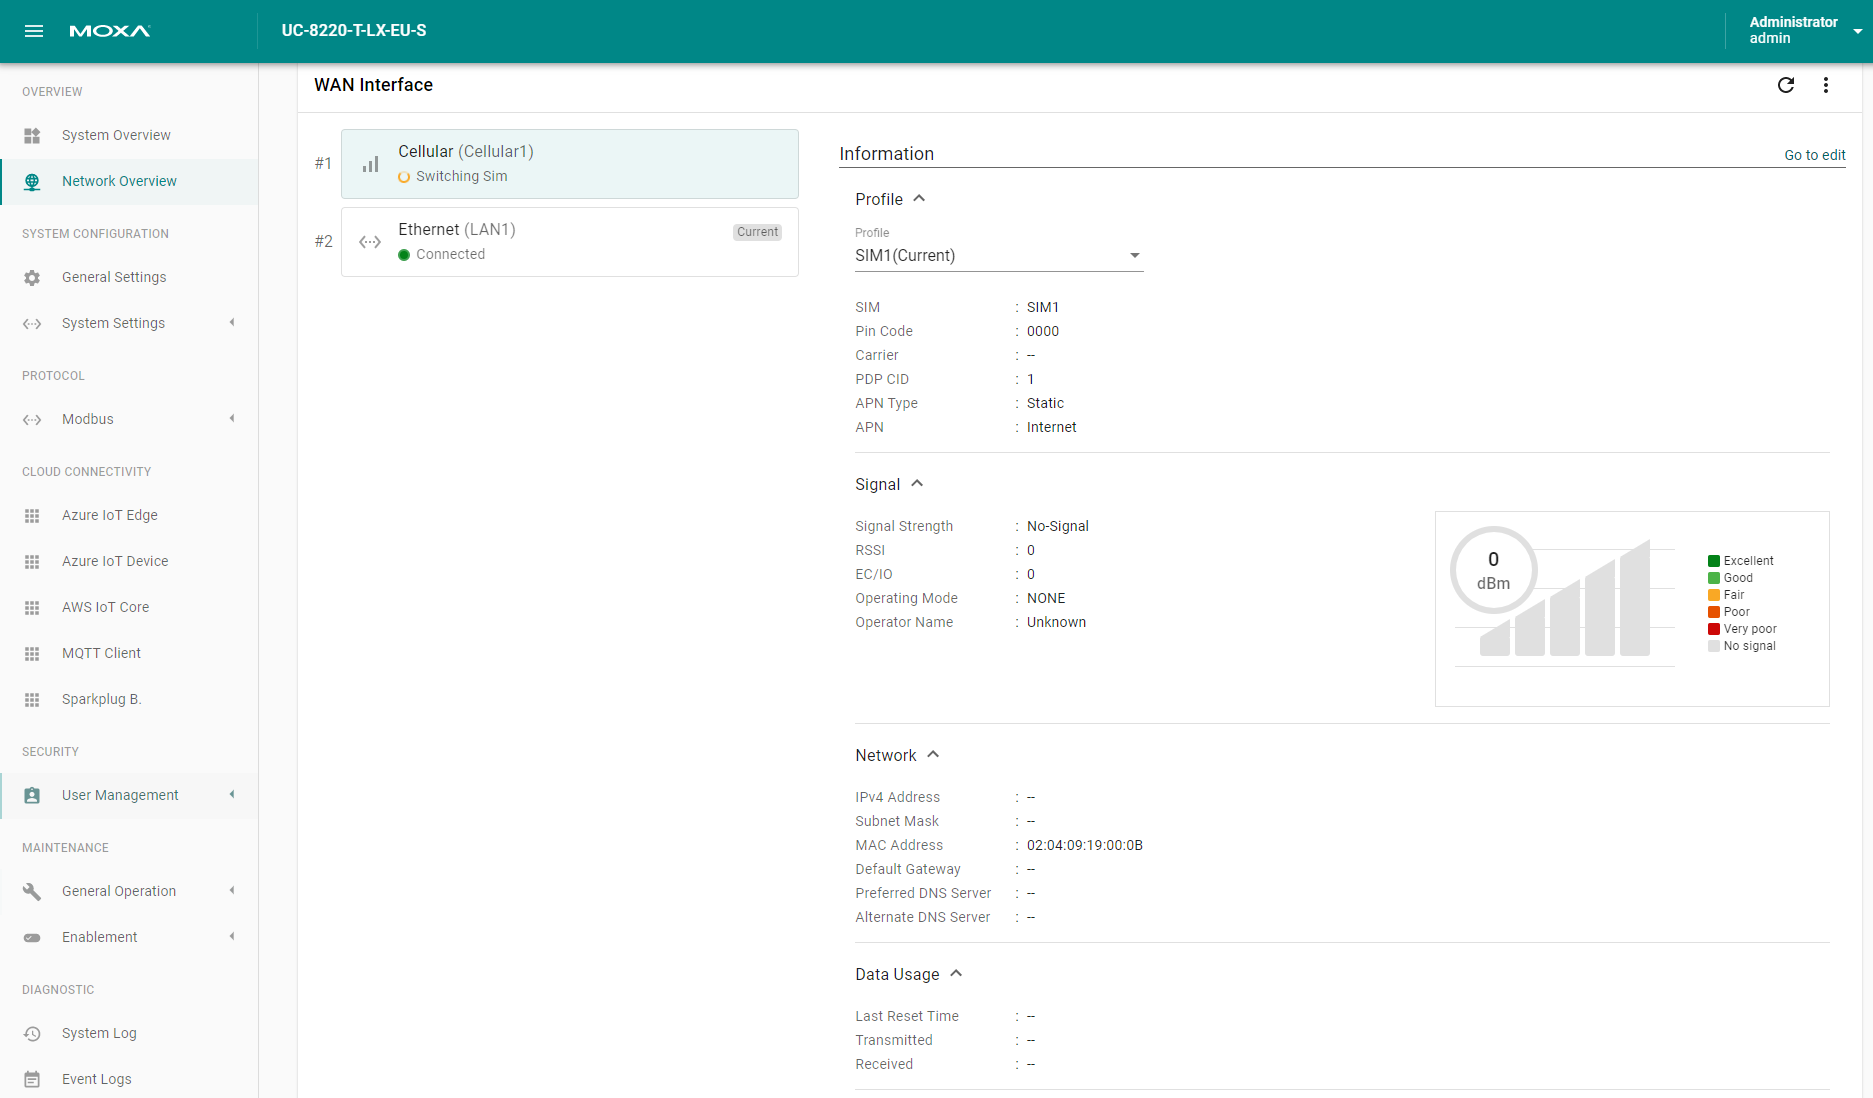 MOXA
UC-8220-T-LX-EU-S
Administrator
admin
OVERVIEW
System Overview
Network Overview
SYSTEM CONFIGURATION
General Settings
System Settings
PROTOCOL
Modbus
CLOUD CONNECTIVITY
Azure IoT Edge
Azure IoT Device
AWS IoT Core
MQTT Client
Sparkplug B.
SECURITY
User Management
MAINTENANCE
General Operation
Enablement
DIAGNOSTIC
System Log
Event Logs
WAN Interface
#1
Cellular (Cellular1)
Switching Sim
#2
Ethernet (LAN1)
Current
Connected
Information
Go to edit
Profile
Profile
SIM1(Current)
SIM : SIM1
Pin Code : 0000
Carrier : --
PDP CID : 1
APN Type : Static
APN : Internet
Signal
Signal Strength : No-Signal
RSSI : 0
EC/IO : 0
Operating Mode : NONE
Operator Name : Unknown
0
dBm
Excellent
Good
Fair
Poor
Very poor
No signal
Network
IPv4 Address : --
Subnet Mask : --
MAC Address : 02:04:09:19:00:0B
Default Gateway : --
Preferred DNS Server : --
Alternate DNS Server : --
Data Usage
Last Reset Time : --
Transmitted : --
Received : --